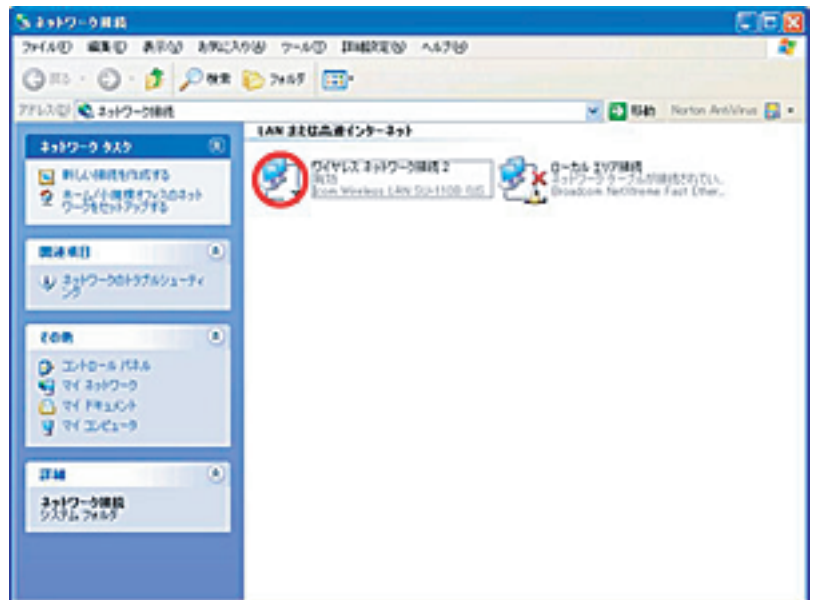 ネットワーク接続
ファイル(F) 編集(E) 表示(V) お気に入り(A) ツール(T) 詳細設定(N) ヘルプ(H)
戻る 検索 フォルダ
アドレス(D) ネットワーク接続 移動 Norton AntiVirus
LAN または高速インターネット
ネットワーク タスク
新しい接続を作成する
ホーム/小規模オフィスのネット
ワークをセットアップする
関連項目
ネットワークのトラブルシューティ
ング
その他
コントロール パネル
マイ ネットワーク
マイ ドキュメント
マイ コンピュータ
詳細
ネットワーク接続
システム フォルダ
ワイヤレス ネットワーク接続 2
有効
Icom Wireless LAN SU-1108 G/S
ローカル エリア接続
ネットワーク ケーブルが接続されてい..
Broadcom NetXtreme Fast Ether..